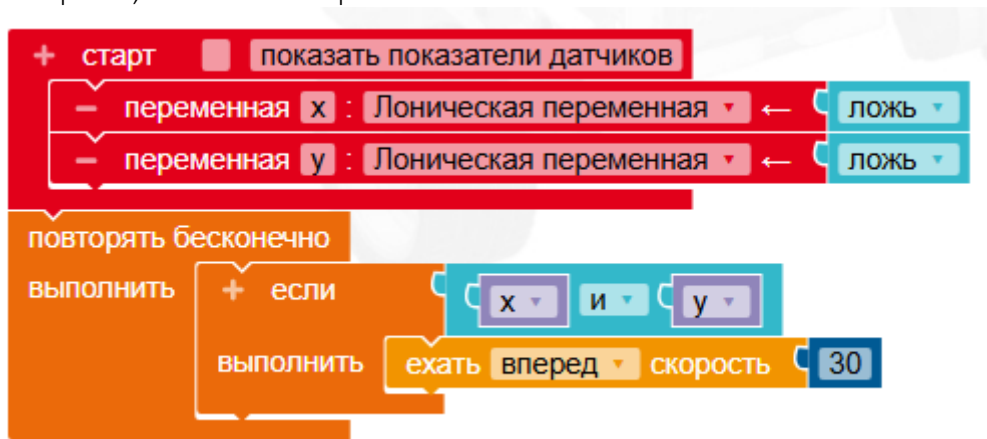 + старт показать показатели датчиков
− переменная x : Лоническая переменная ← ложь
− переменная y : Лоническая переменная ← ложь
повторять бесконечно
выполнить + если x и y
выполнить ехать вперед скорость 30